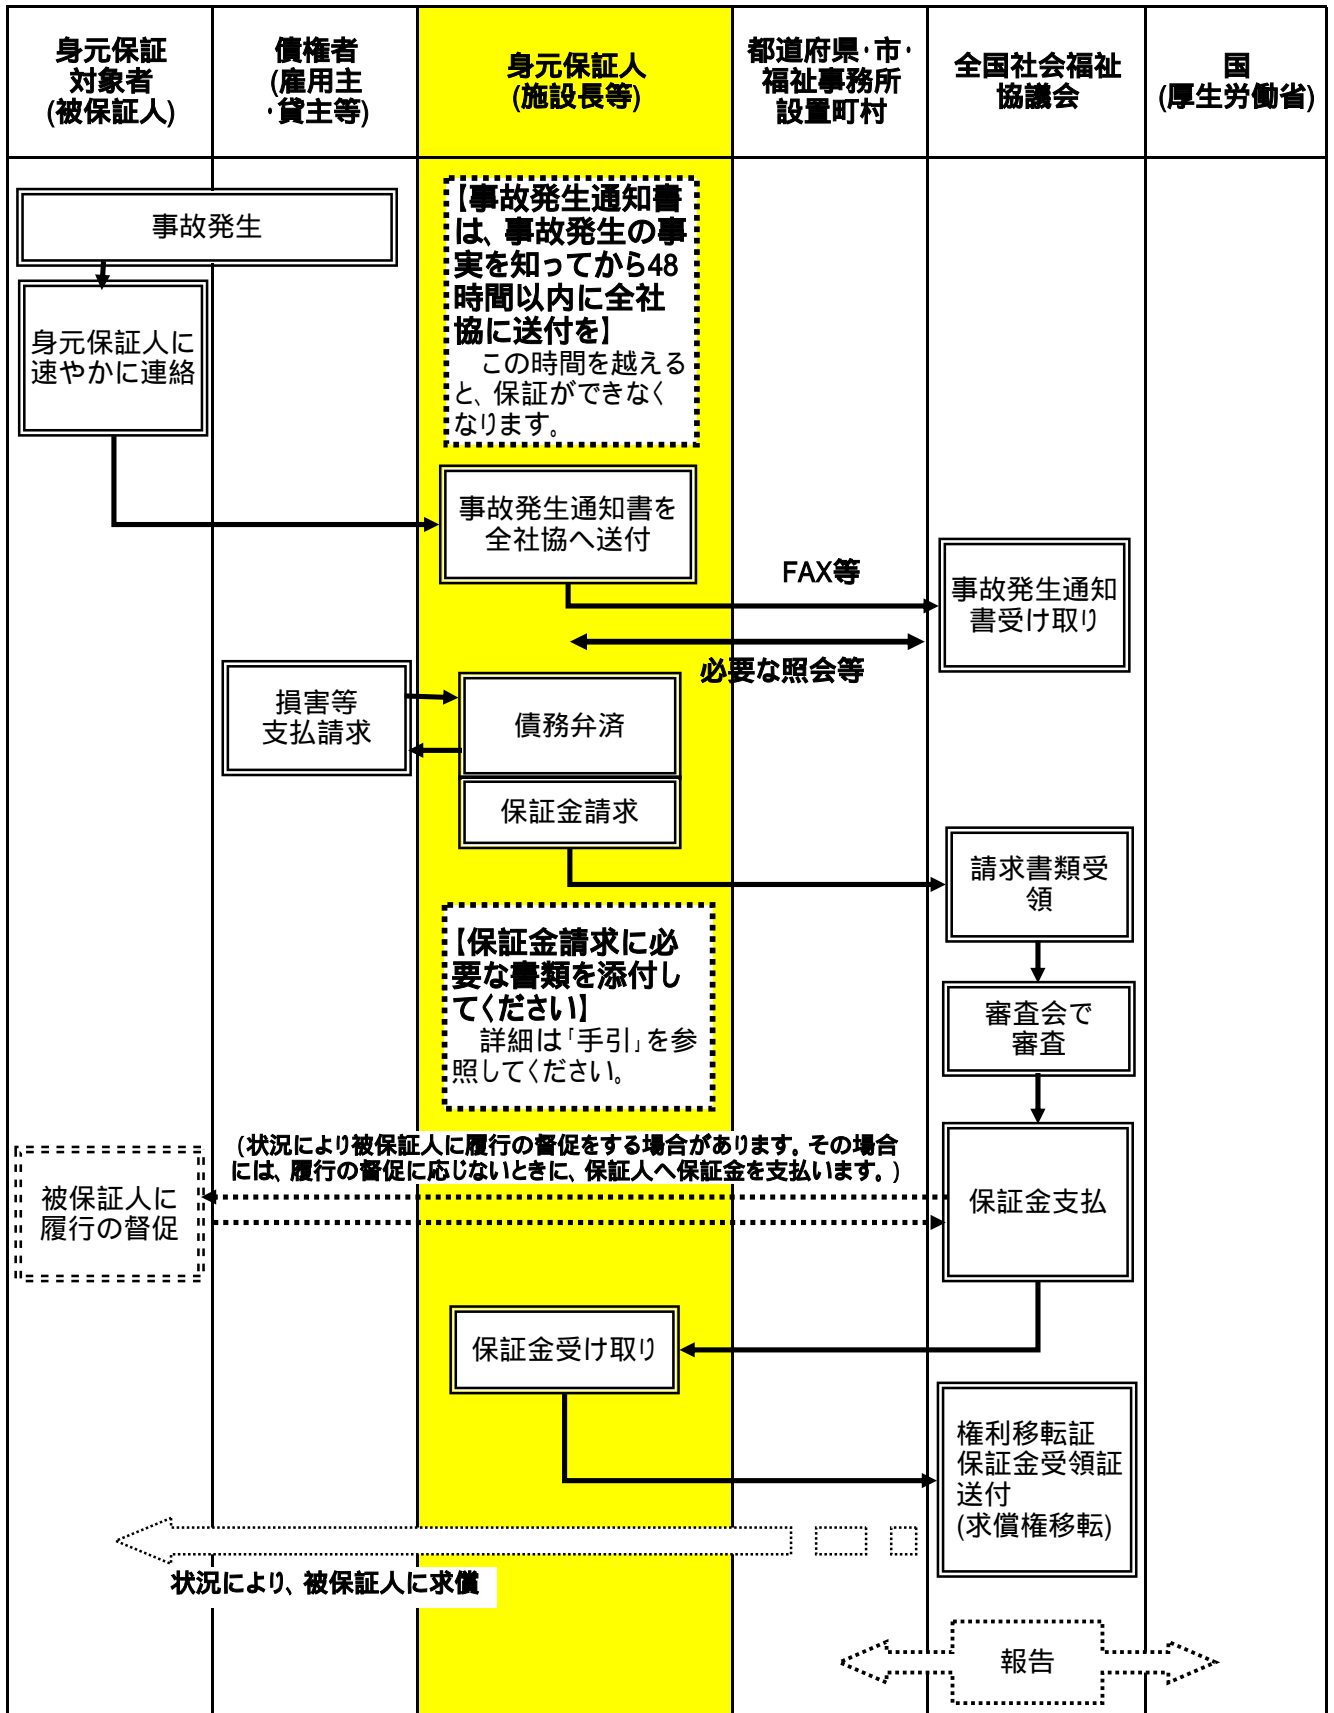 身元保証
対象者
(被保証人)
債権者
(雇用主
・貸主等)
身元保証人
(施設長等)
都道府県・市・
福祉事務所
設置町村
全国社会福祉
協議会
国
(厚生労働省)
事故発生
【事故発生通知書
は、事故発生の事
実を知ってから48
時間以内に全社
協に送付を】
この時間を越える
と、保証ができなく
なります。
身元保証人に
速やかに連絡
事故発生通知書を
全社協へ送付
FAX等
事故発生通知
書受け取り
必要な照会等
損害等
支払請求
債務弁済
保証金請求
請求書類受
領
【保証金請求に必
要な書類を添付し
てください】
詳細は「手引」を参
照してください。
審査会で
審査
(状況により被保証人に履行の督促をする場合があります。その場合
には、履行の督促に応じないときに、保証人へ保証金を支払います。)
被保証人に
履行の督促
保証金支払
保証金受け取り
権利移転証
保証金受領証
送付
(求償権移転)
状況により、被保証人に求償
報告